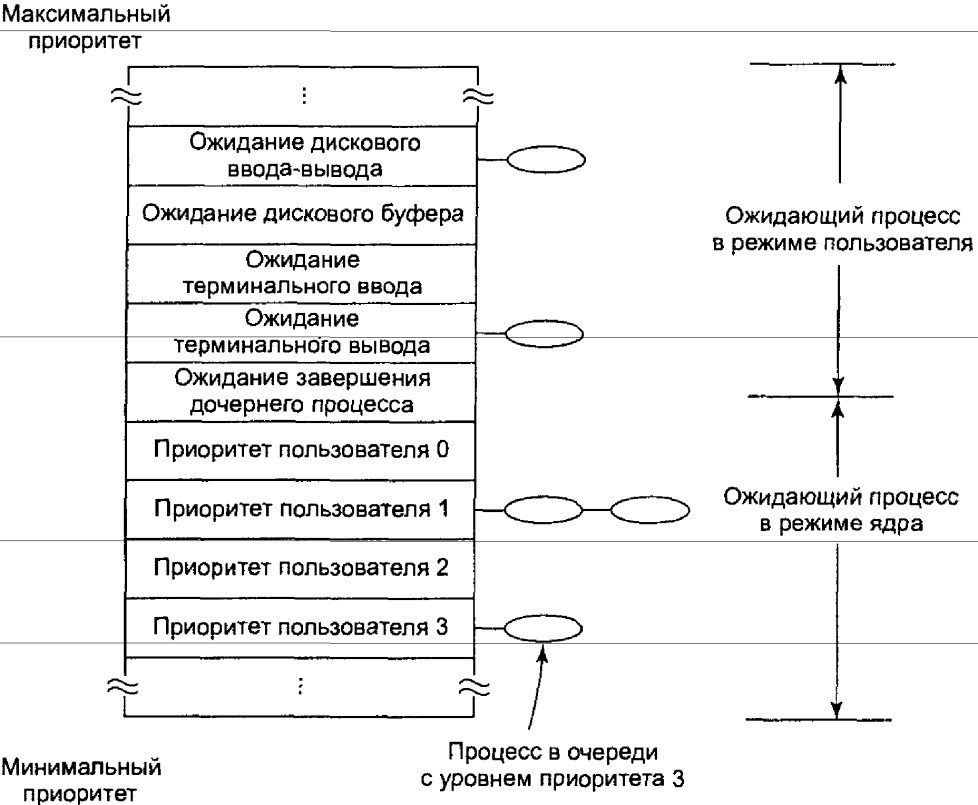 Максимальный
приоритет
⋮
Ожидание дискового
ввода-вывода
Ожидание дискового буфера
Ожидание
терминального ввода
Ожидание
терминального вывода
Ожидание завершения
дочернего процесса
Приоритет пользователя 0
Приоритет пользователя 1
Приоритет пользователя 2
Приоритет пользователя 3
⋮
Ожидающий процесс
в режиме пользователя
Ожидающий процесс
в режиме ядра
Процесс в очереди
с уровнем приоритета 3
Минимальный
приоритет